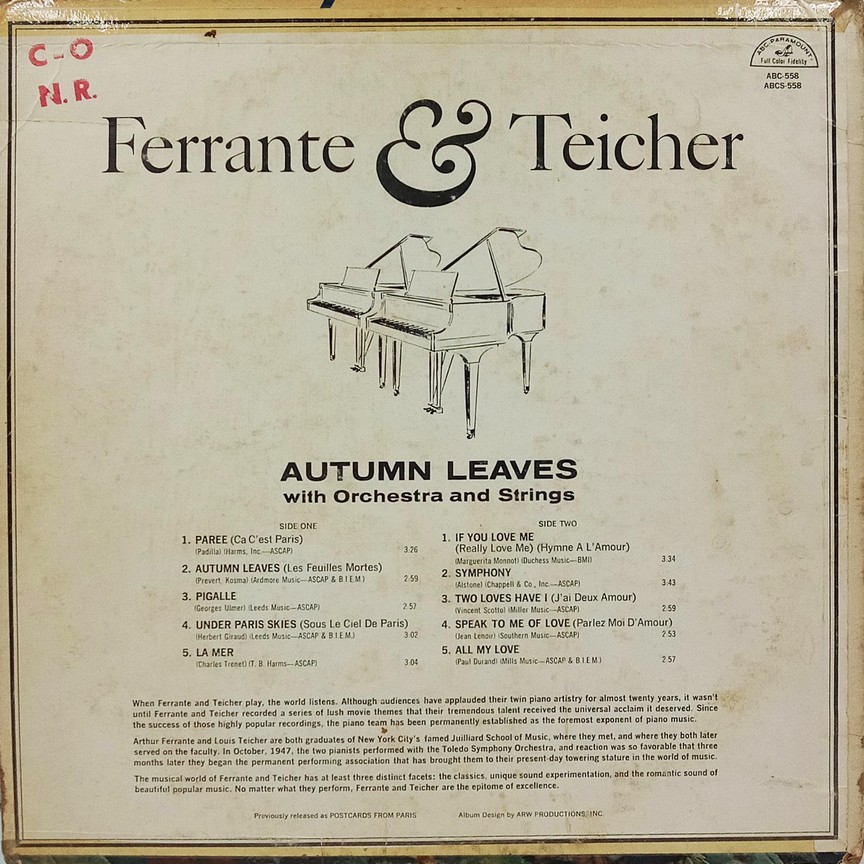 C-O
N.R.
ABC-PARAMOUNT
Full Color Fidelity
ABC-558
ABCS-558
Ferrante & Teicher
AUTUMN LEAVES
with Orchestra and Strings
SIDE ONE
1. PAREE (Ca C'est Paris)
(Padilla) (Harms, Inc.—ASCAP) 3:26
2. AUTUMN LEAVES (Les Feuilles Mortes)
(Prevert, Kosma) (Ardmore Music—ASCAP & B.I.E.M.) 2:59
3. PIGALLE
(Georges Ulmer) (Leeds Music—ASCAP) 2:57
4. UNDER PARIS SKIES (Sous Le Ciel De Paris)
(Herbert Giraud) (Leeds Music—ASCAP & B.I.E.M.) 3:02
5. LA MER
(Charles Trenet) (T. B. Harms—ASCAP) 3:04
SIDE TWO
1. IF YOU LOVE ME
(Really Love Me) (Hymne A L'Amour)
(Marguerita Monnot) (Duchess Music—BMI) 3:34
2. SYMPHONY
(Alstone) (Chappell & Co., Inc.—ASCAP) 3:43
3. TWO LOVES HAVE I (J'ai Deux Amour)
(Vincent Scotto) (Miller Music—ASCAP) 2:59
4. SPEAK TO ME OF LOVE (Parlez Moi D'Amour)
(Jean Lenoir) (Southern Music—ASCAP) 2:53
5. ALL MY LOVE
(Paul Durand) (Mills Music—ASCAP & B.I.E.M.) 2:57
When Ferrante and Teicher play, the world listens. Although audiences have applauded their twin piano artistry for almost twenty years, it wasn't
until Ferrante and Teicher recorded a series of lush movie themes that their tremendous talent received the universal acclaim it deserved. Since
the success of those highly popular recordings, the piano team has been permanently established as the foremost exponent of piano music.
Arthur Ferrante and Louis Teicher are both graduates of New York City's famed Juilliard School of Music, where they met, and where they both later
served on the faculty. In October, 1947, the two pianists performed with the Toledo Symphony Orchestra, and reaction was so favorable that three
months later they began the permanent performing association that has brought them to their present-day towering stature in the world of music.
The musical world of Ferrante and Teicher has at least three distinct facets: the classics, unique sound experimentation, and the romantic sound of
beautiful popular music. No matter what they perform, Ferrante and Teicher are the epitome of excellence.
Previously released as POSTCARDS FROM PARIS Album Design by ARW PRODUCTIONS, INC.